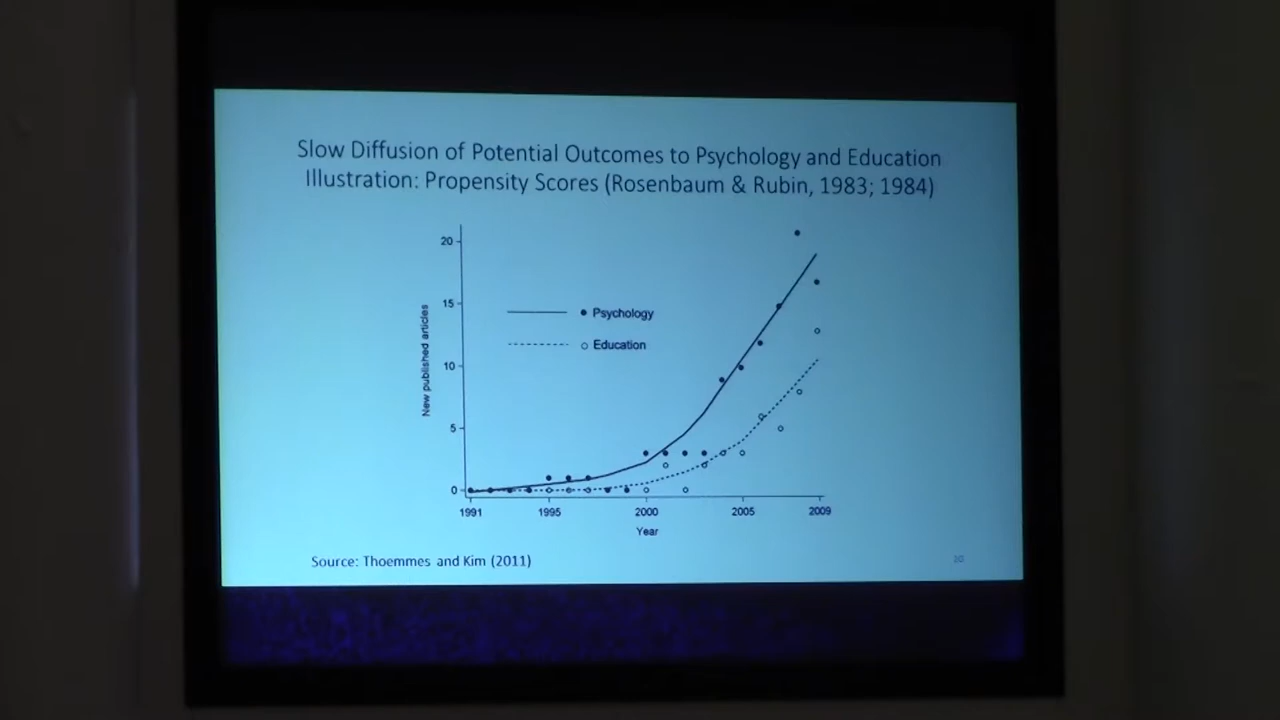 Slow Diffusion of Potential Outcomes to Psychology and Education
Illustration: Propensity Scores (Rosenbaum & Rubin, 1983; 1984)
20
15
10
5
0
New published articles
Psychology
Education
1991
1995
2000
2005
2009
Year
Source: Thoemmes and Kim (2011)
20